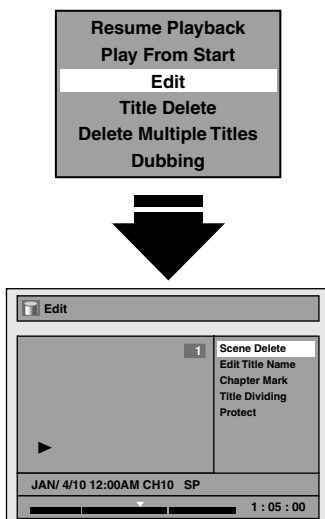 Resume Playback
Play From Start
Edit
Title Delete
Delete Multiple Titles
Dubbing
Edit
1
Scene Delete
Edit Title Name
Chapter Mark
Title Dividing
Protect
JAN/ 4/10 12:00AM CH10 SP
1 : 05 : 00